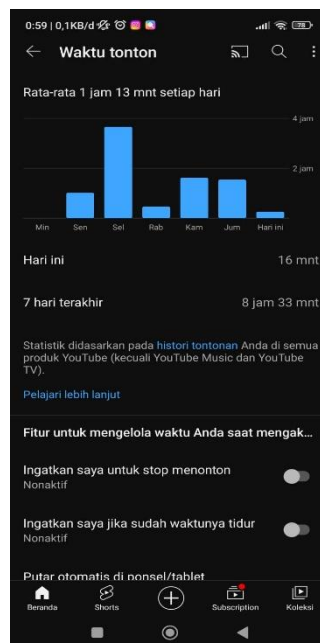 0:59 | 0,1KB/d
78
Waktu tonton
Rata-rata 1 jam 13 mnt setiap hari
4 jam
2 jam
Min Sen Sel Rab Kam Jum Hari ini
Hari ini 16 mnt
7 hari terakhir 8 jam 33 mnt
Statistik didasarkan pada histori tontonan Anda di semua
produk YouTube (kecuali YouTube Music dan YouTube
TV).
Pelajari lebih lanjut
Fitur untuk mengelola waktu Anda saat mengak...
Ingatkan saya untuk stop menonton
Nonaktif
Ingatkan saya jika sudah waktunya tidur
Nonaktif
Putar otomatis di ponsel/tablet
Beranda Shorts Subscription Koleksi